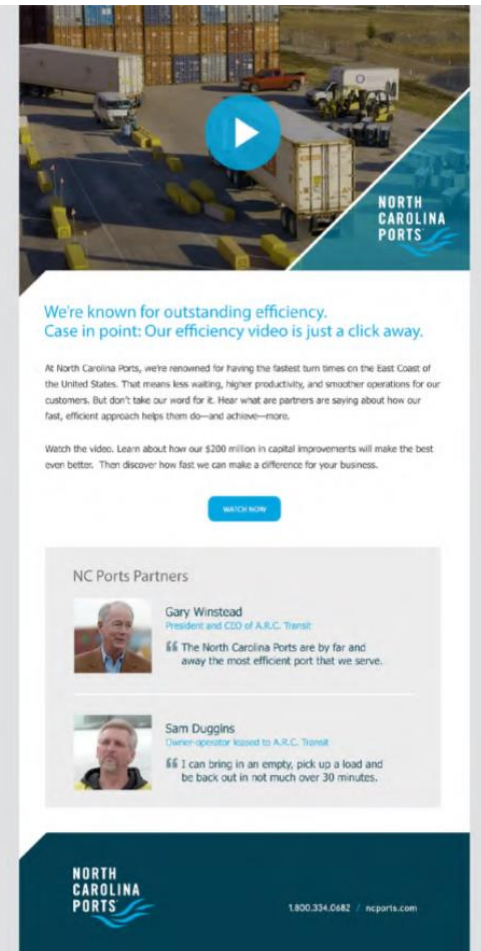 NORTH
CAROLINA
PORTS
We're known for outstanding efficiency.
Case in point: Our efficiency video is just a click away.
At North Carolina Ports, we're renowned for having the fastest turn times on the East Coast of
the United States. That means less waiting, higher productivity, and smoother operations for our
customers. But don't take our word for it. Hear what are partners are saying about how our
fast, efficient approach helps them do—and achieve—more.
Watch the video. Learn about how our $200 million in capital improvements will make the best
even better. Then discover how fast we can make a difference for your business.
WATCH NOW
NC Ports Partners
Gary Winstead
President and CEO of A.R.C. Transit
“ The North Carolina Ports are by far and
away the most efficient port that we serve.
Sam Duggins
Owner-operator leased to A.R.C. Transit
“ I can bring in an empty, pick up a load and
be back out in not much over 30 minutes.
NORTH
CAROLINA
PORTS
1.800.334.0682 / ncports.com